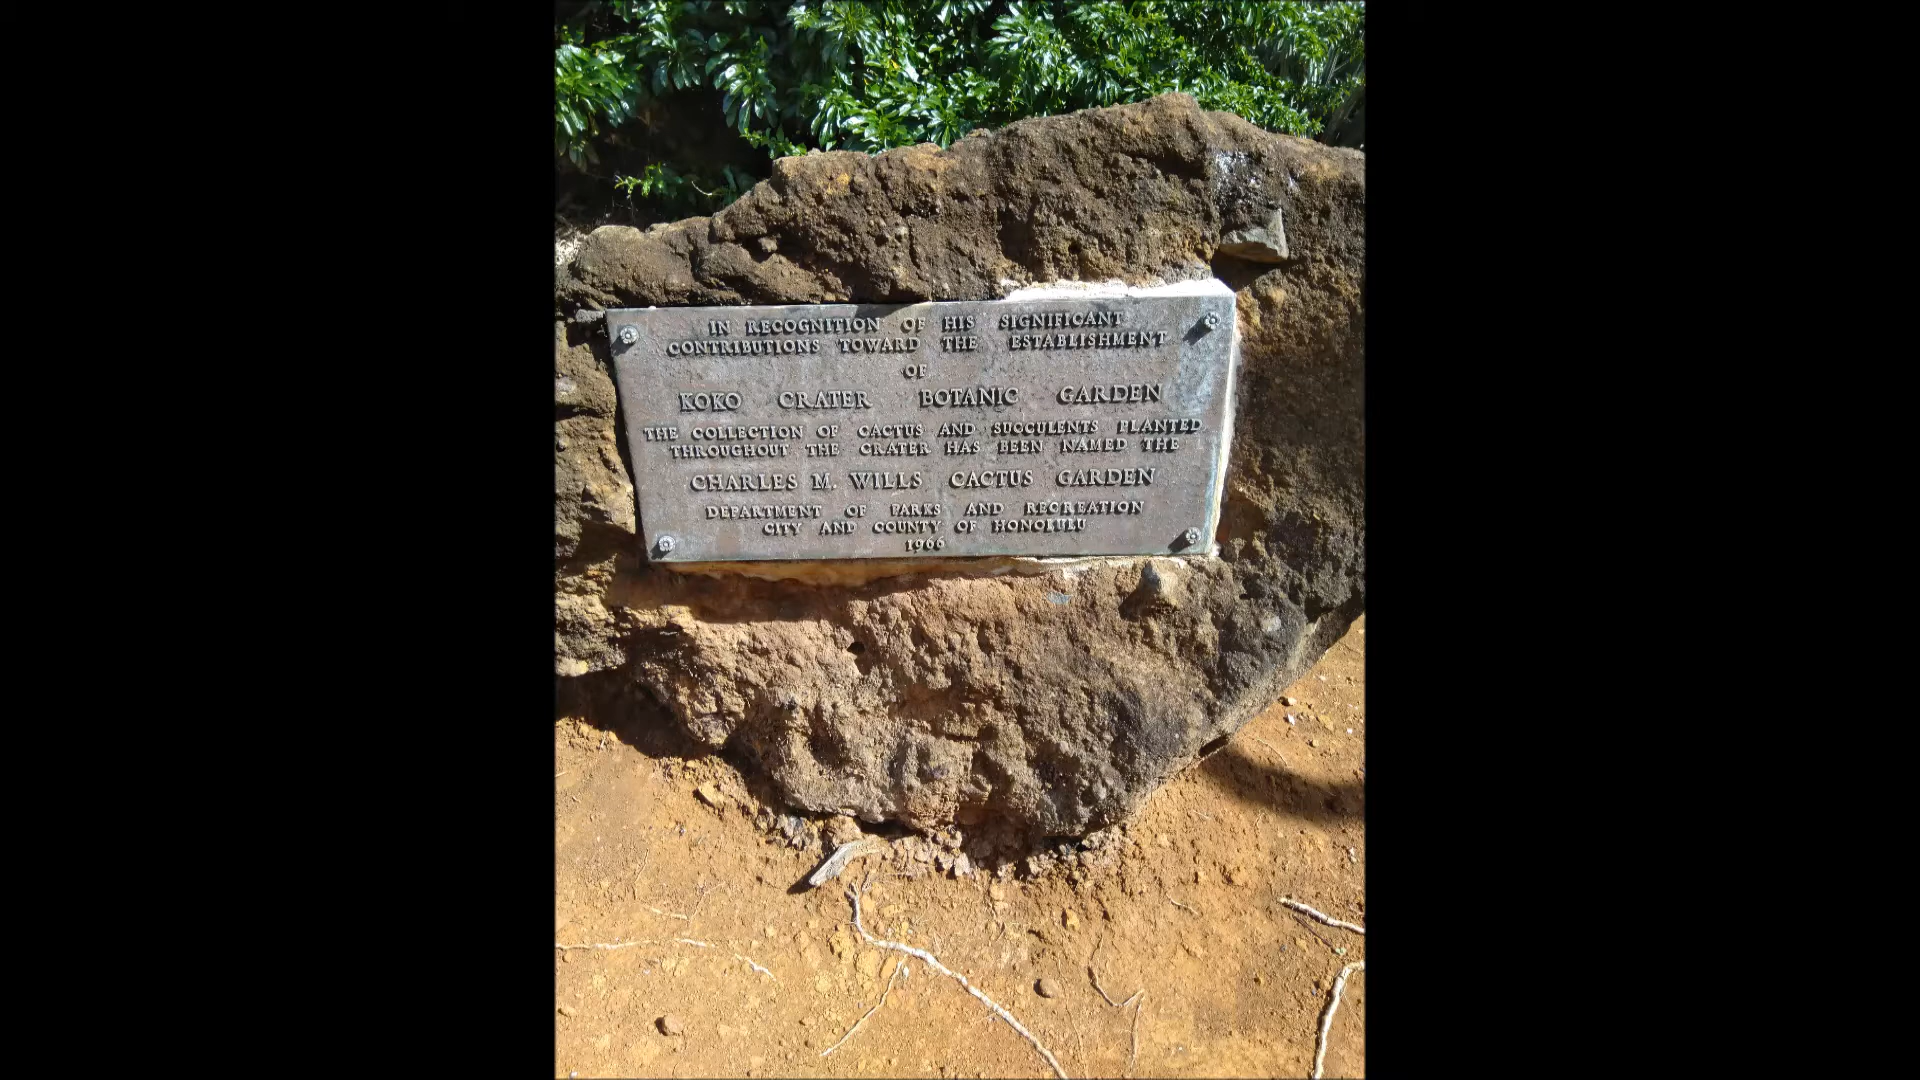 IN RECOGNITION OF HIS SIGNIFICANT
CONTRIBUTIONS TOWARD THE ESTABLISHMENT
OF
KOKO CRATER BOTANIC GARDEN
THE COLLECTION OF CACTUS AND SUCCULENTS PLANTED
THROUGHOUT THE CRATER HAS BEEN NAMED THE
CHARLES M. WILLS CACTUS GARDEN
DEPARTMENT OF PARKS AND RECREATION
CITY AND COUNTY OF HONOLULU
1966